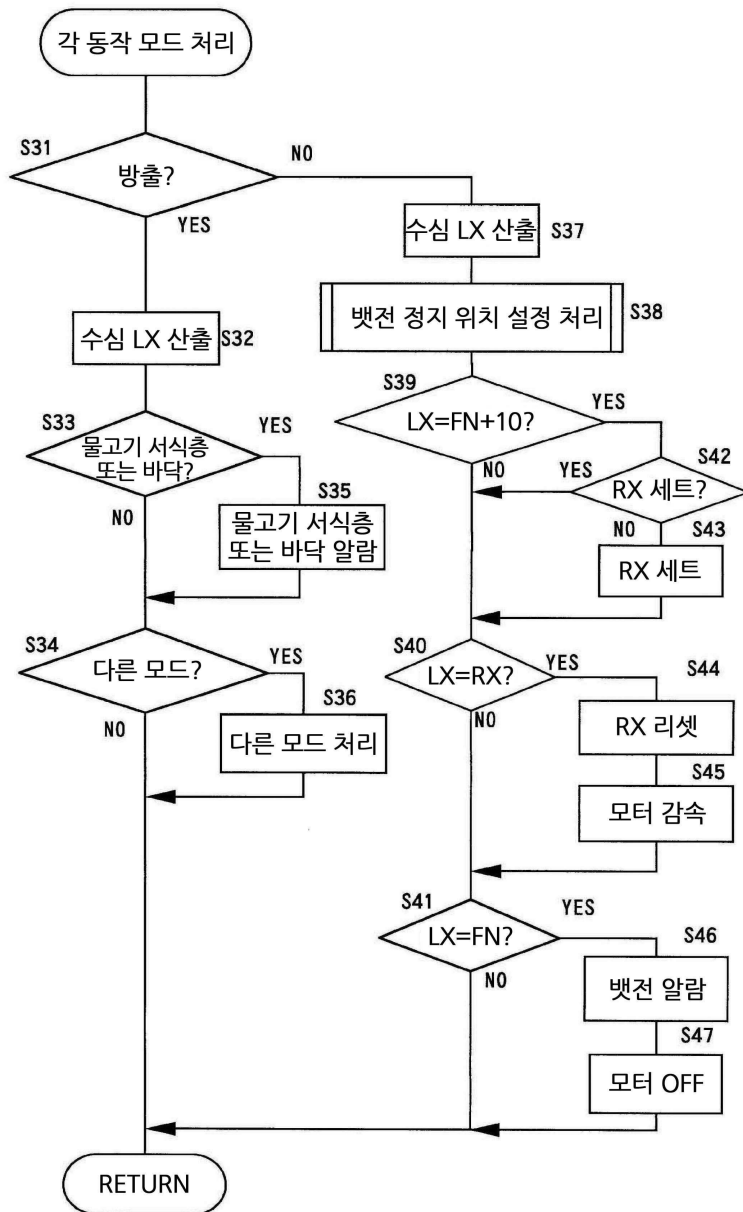 각 동작 모드 처리
S31
방출?
NO
YES
수심 LX 산출
S37
뱃전 정지 위치 설정 처리
S38
수심 LX 산출
S32
S39
LX=FN+10?
YES
NO
S33
물고기 서식층
또는 바닥?
YES
NO
S42
YES
RX 세트?
NO
S43
RX 세트
S35
물고기 서식층
또는 바닥 알람
S34
다른 모드?
YES
NO
S40
LX=RX?
YES
NO
S44
RX 리셋
S36
다른 모드 처리
S45
모터 감속
S41
LX=FN?
YES
NO
S46
뱃전 알람
S47
모터 OFF
RETURN